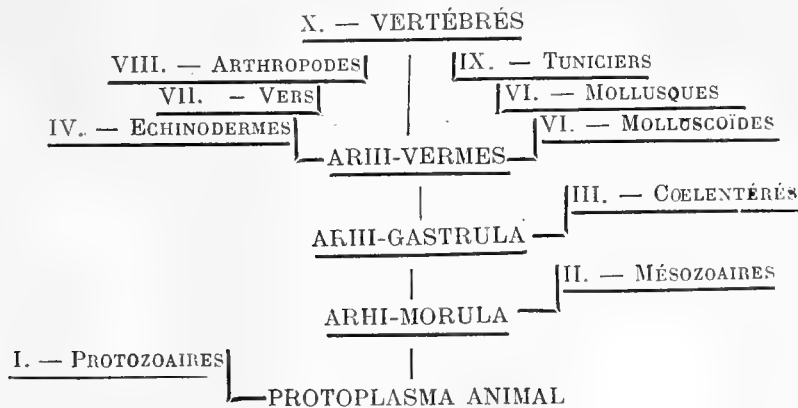 X. — VERTÉBRÉS
VIII. — ARTHROPODES
IX. — TUNICIERS
VII. — VERS
VI. — MOLLUSQUES
IV. — ECHINODERMES
VI. — MOLLUSCOÏDES
ARIII-VERMES
III. — CŒLENTÉRÉS
ARIII-GASTRULA
II. — MÉSOZOAIRES
ARHI-MORULA
I. — PROTOZOAIRES
PROTOPLASMA ANIMAL